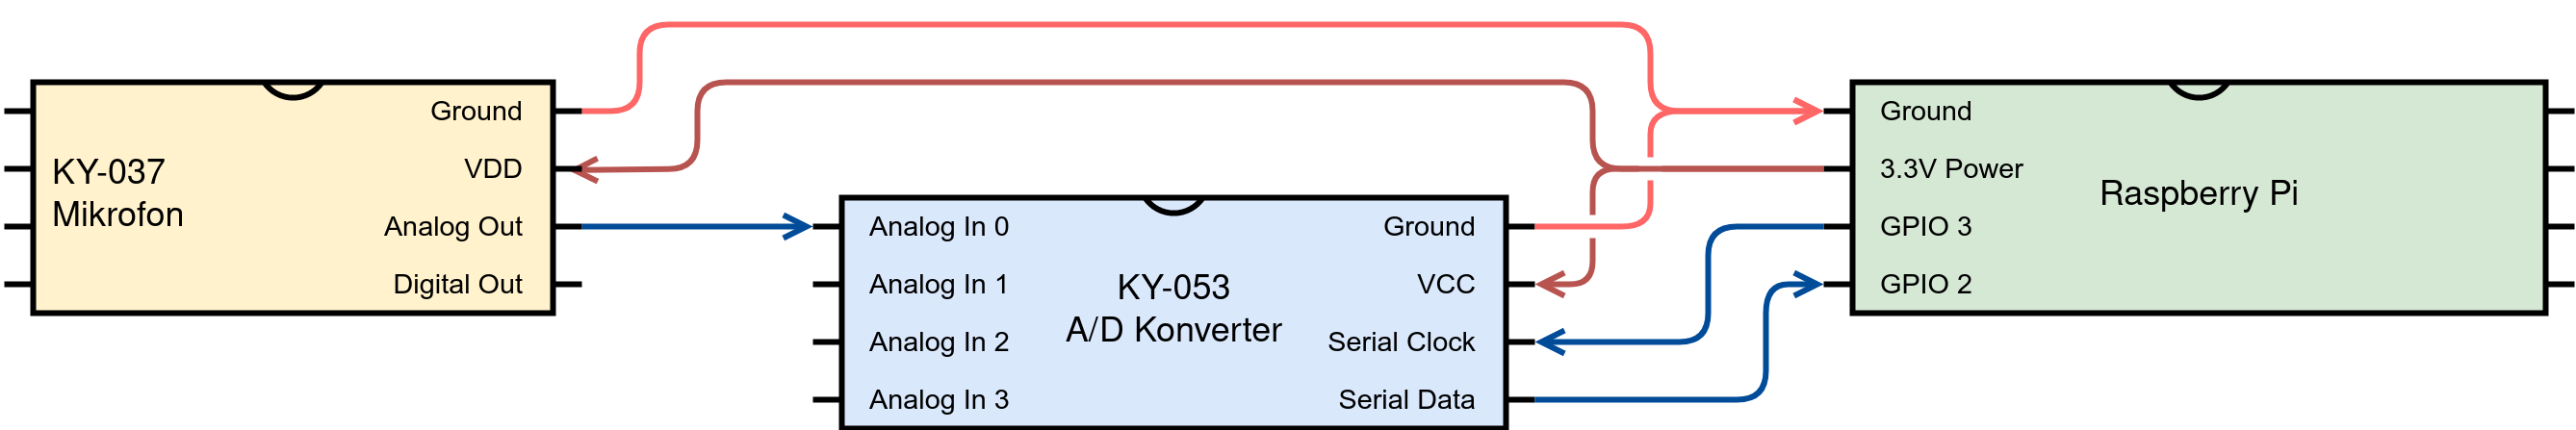 KY-037
Mikrofon
Ground
VDD
Analog Out
Digital Out
Analog In 0
Analog In 1
Analog In 2
Analog In 3
KY-053
A/D Konverter
Ground
VCC
Serial Clock
Serial Data
Ground
3.3V Power
GPIO 3
GPIO 2
Raspberry Pi